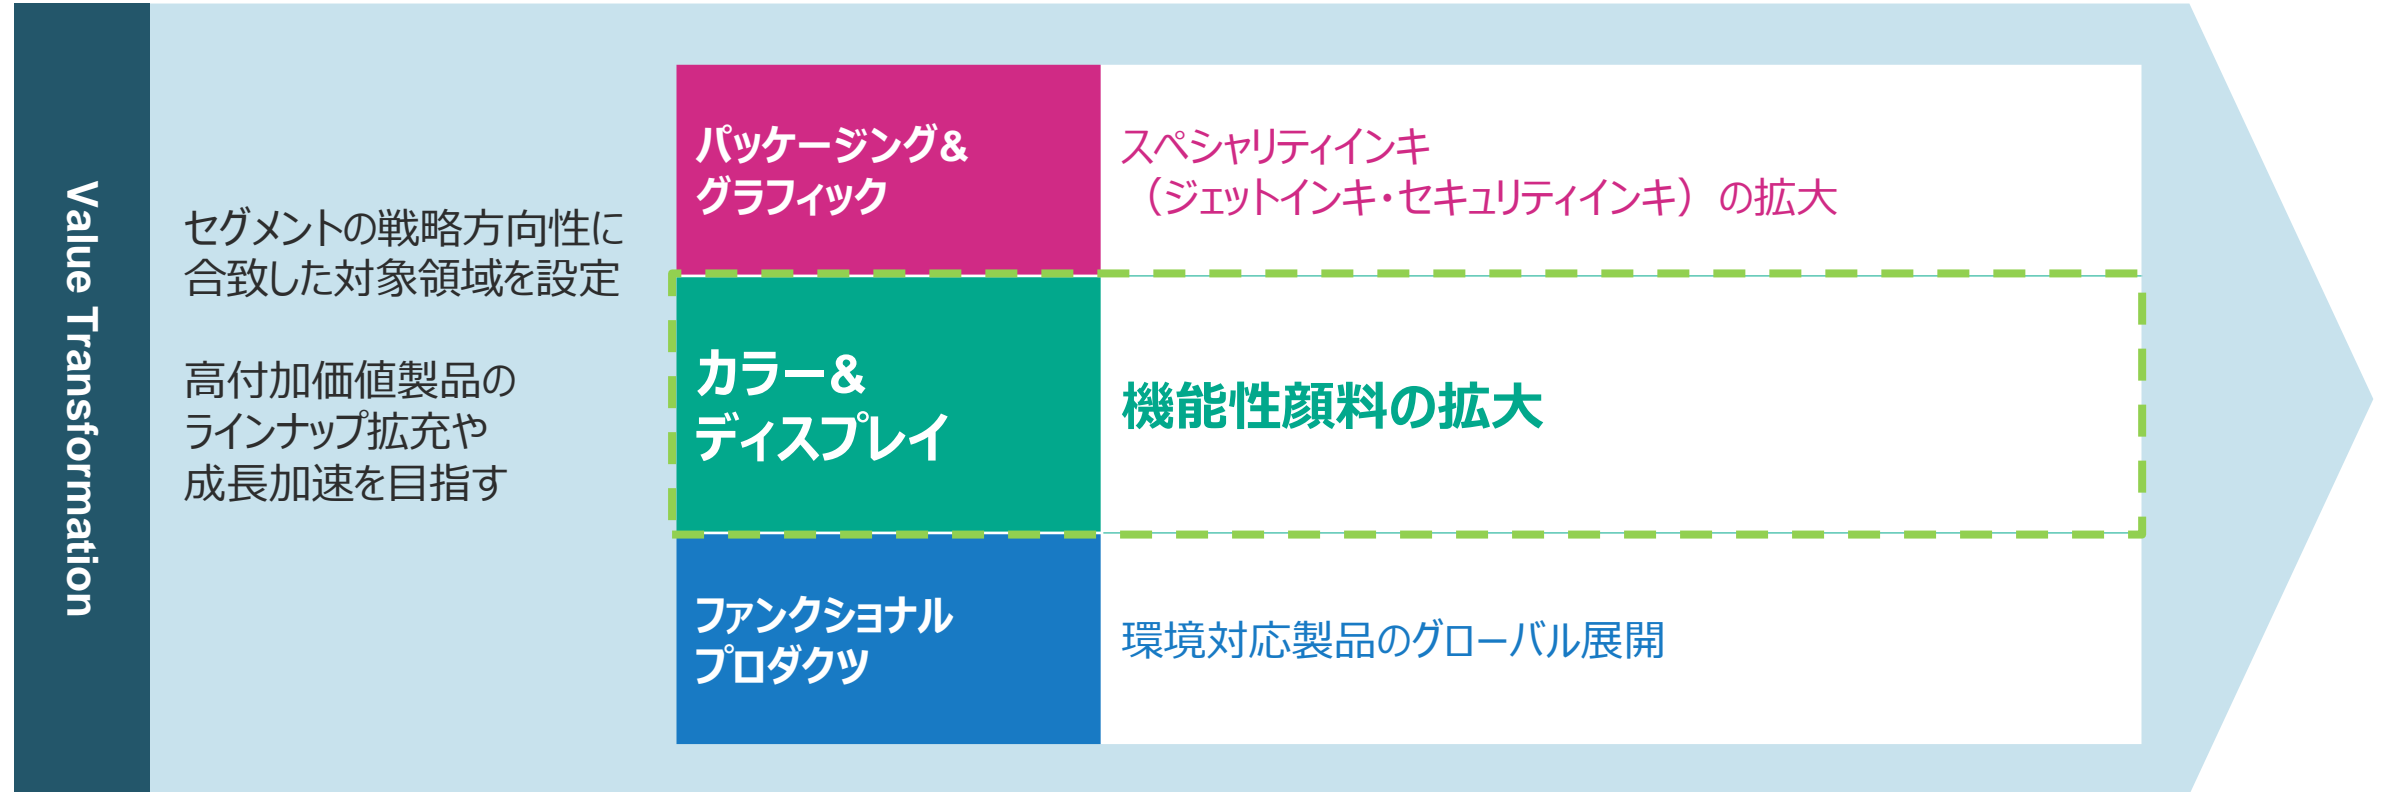 Value Transformation
セグメントの戦略方向性に
合致した対象領域を設定
高付加価値製品の
ラインナップ拡充や
成長加速を目指す
パッケージング&
グラフィック
スペシャリティインキ
（ジェットインキ・セキュリティインキ）の拡大
カラー&
ディスプレイ
機能性顔料の拡大
ファンクショナル
プロダクツ
環境対応製品のグローバル展開